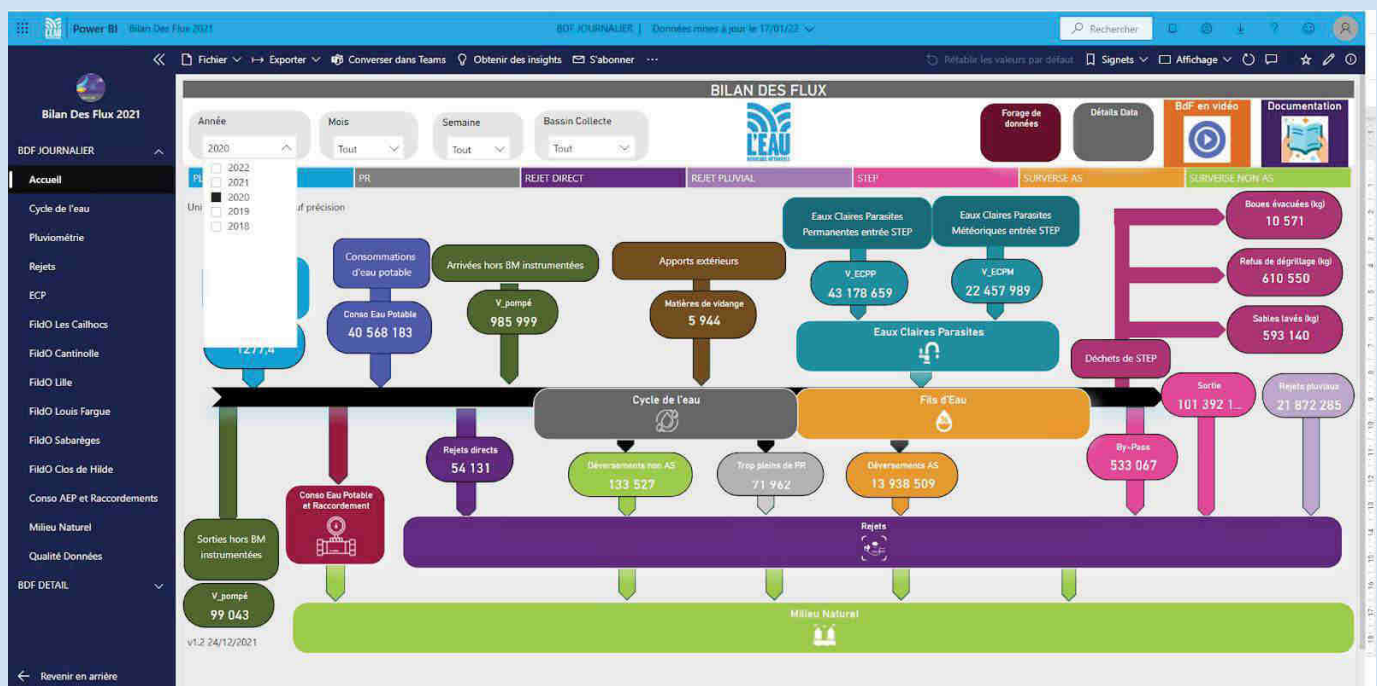 Power BI Bilan Des Flux 2021
BDF JOURNALIER | Données mises à jour le 17/01/22
Rechercher
Fichier Exporter Converser dans Teams Obtenir des insights S'abonner ...
Rétablir les valeurs par défaut Signets Affichage
Bilan Des Flux 2021
BDF JOURNALIER
Accueil
Cycle de l'eau
Pluviométrie
Rejets
ECP
FildO Les Cailhocs
FildO Cantinolle
FildO Lille
FildO Louis Fargue
FildO Sabarèges
FildO Clos de Hilde
Conso AEP et Raccordements
Milieu Naturel
Qualité Données
BDF DETAIL
Revenir en arrière
BILAN DES FLUX
Année
2020
2022
2021
2020
2019
2018
Mois
Tout
Semaine
Tout
Bassin Collecte
Tout
L'EAU
BORDEAUX MÉTROPOLE
Forage de
données
Détails Data
BdF en vidéo
Documentation
PR
REJET DIRECT
REJET PLUVIAL
STEP
SURVERSE AS
SURVERSE NON AS
précision
1277,4
Consommations
d'eau potable
Conso Eau Potable
40 568 183
Arrivées hors BM instrumentées
V_pompé
985 999
Apports extérieurs
Matières de vidange
5 944
Eaux Claires Parasites
Permanentes entrée STEP
V_ECPP
43 178 659
Eaux Claires Parasites
Météoriques entrée STEP
V_ECPM
22 457 989
Eaux Claires Parasites
Boues évacuées (kg)
10 571
Refus de dégrillage (kg)
610 550
Sables lavés (kg)
593 140
Déchets de STEP
Cycle de l'eau
Fils d'Eau
Sortie
101 392 1...
Rejets pluviaux
21 872 285
Rejets directs
54 131
Déversements non AS
133 527
Trop pleins de PR
71 962
Déversements AS
13 938 509
By-Pass
533 067
Conso Eau Potable
et Raccordement
Sorties hors BM
instrumentées
V_pompé
99 043
Rejets
Milieu Naturel
v1.2 24/12/2021